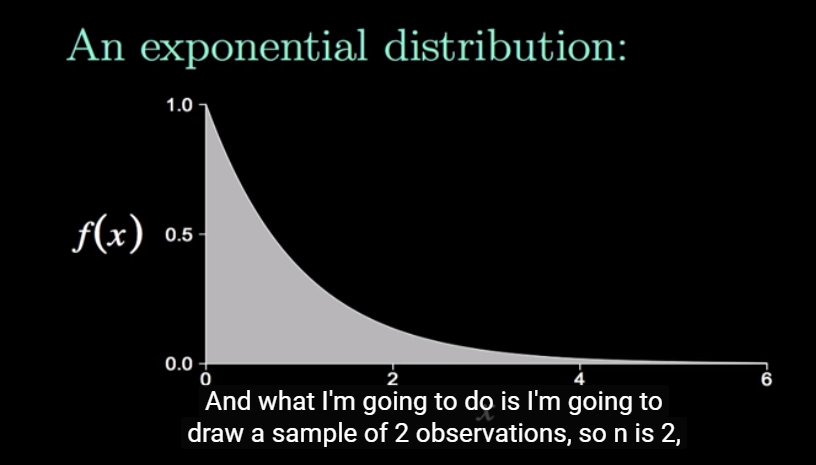 An exponential distribution:
1.0
f(x) 0.5
0.0
0 2 4 6
x
And what I'm going to do is I'm going to
draw a sample of 2 observations, so n is 2,